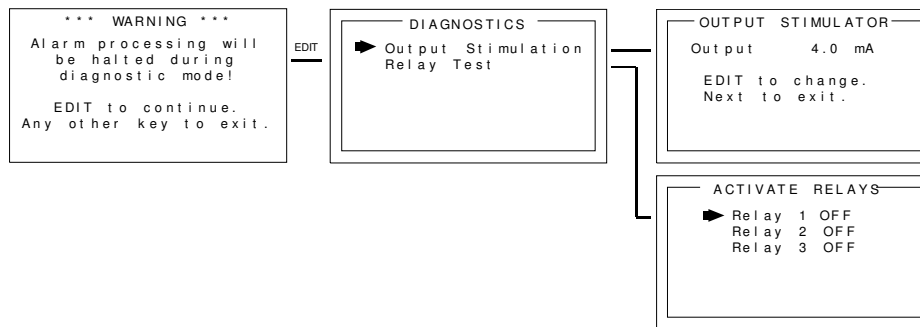 * * * WARNING * * *
Alarm processing will
be halted during
diagnostic mode!
EDIT to continue.
Any other key to exit.
EDIT
DIAGNOSTICS
Output Stimulation
Relay Test
OUTPUT STIMULATOR
Output 4.0 mA
EDIT to change.
Next to exit.
ACTIVATE RELAYS
Relay 1 OFF
Relay 2 OFF
Relay 3 OFF